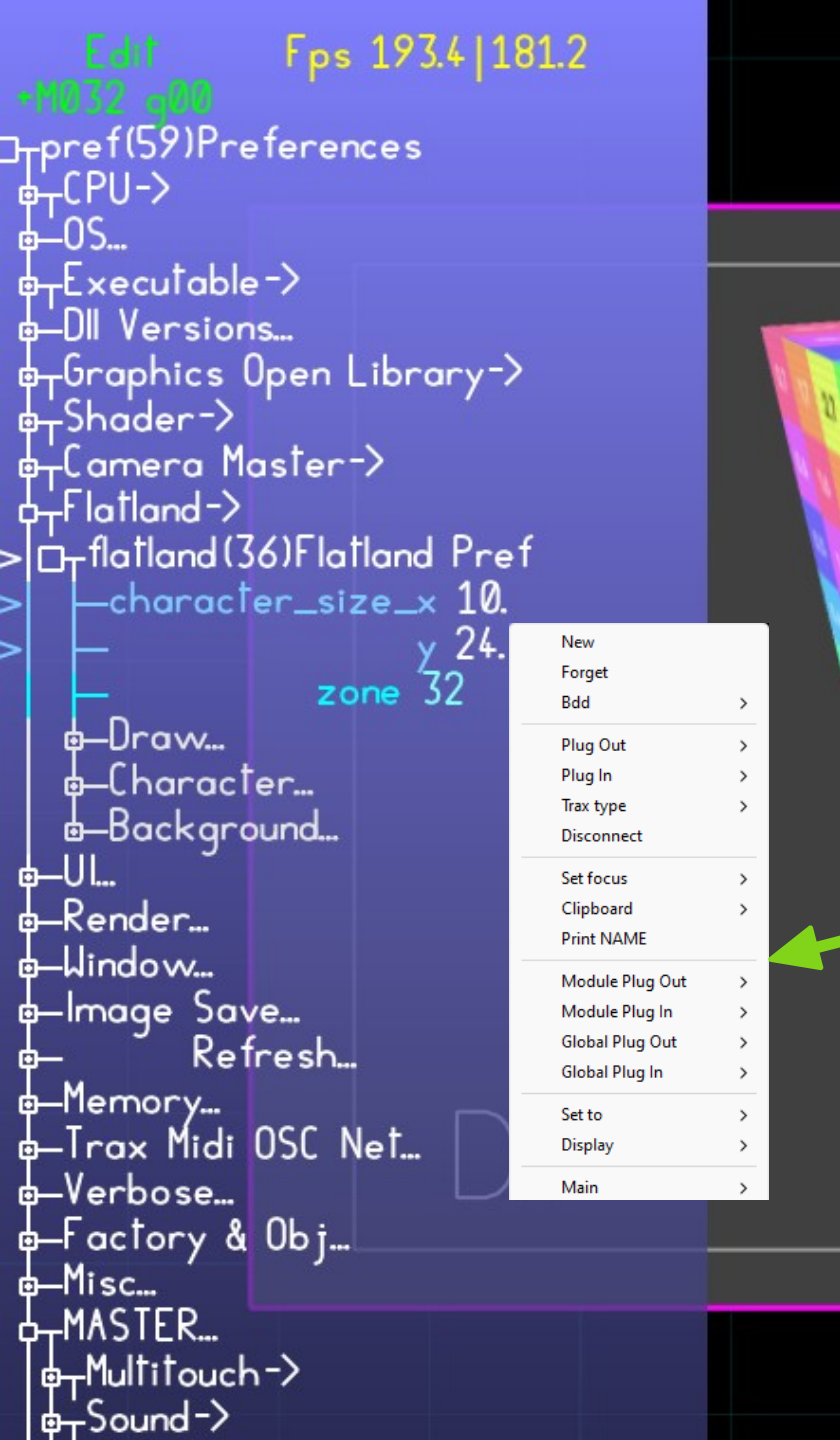 Edit Fps 193.4|181.2
+M032 g00
pref(59)Preferences
CPU->
OS...
Executable->
Dll Versions...
Graphics Open Library->
Shader->
Camera Master->
Flatland->
> flatland(36)Flatland Pref
> character_size_x 10.
> y 24.
zone 32
Draw...
Character...
Background...
UI...
Render...
Window...
Image Save...
Refresh...
Memory...
Trax Midi OSC Net...
Verbose...
Factory & Obj...
Misc...
MASTER...
Multitouch->
Sound->
New
Forget
Bdd >
Plug Out >
Plug In >
Trax type >
Disconnect
Set focus >
Clipboard >
Print NAME
Module Plug Out >
Module Plug In >
Global Plug Out >
Global Plug In >
Set to >
Display >
Main >
D
27